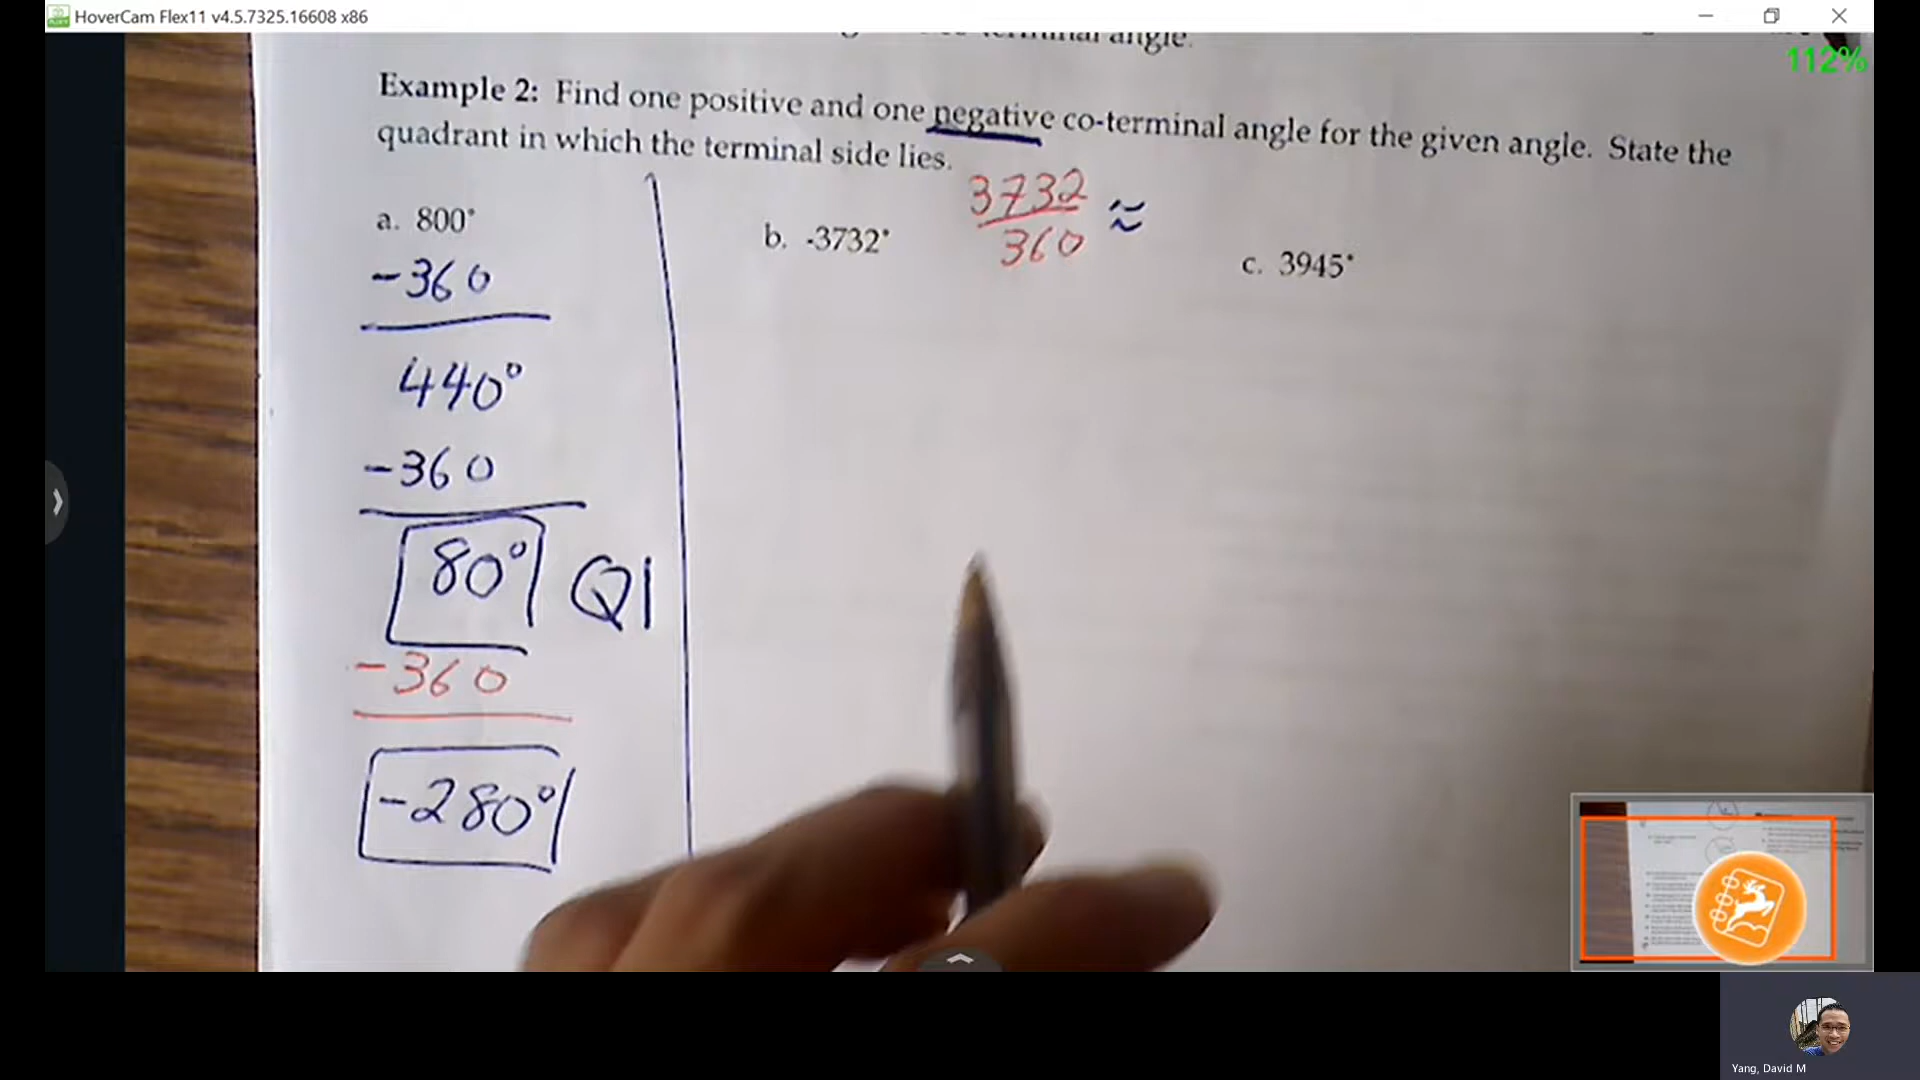 HoverCam Flex11 v4.5.7325.16608 x86
112%
angle.
Example 2: Find one positive and one negative co-terminal angle for the given angle. State the
quadrant in which the terminal side lies.
a. 800°
-360
440°
-360
80° Q1
-360
-280°
b. -3732°
3732
360
≈
c. 3945°
Yang, David M